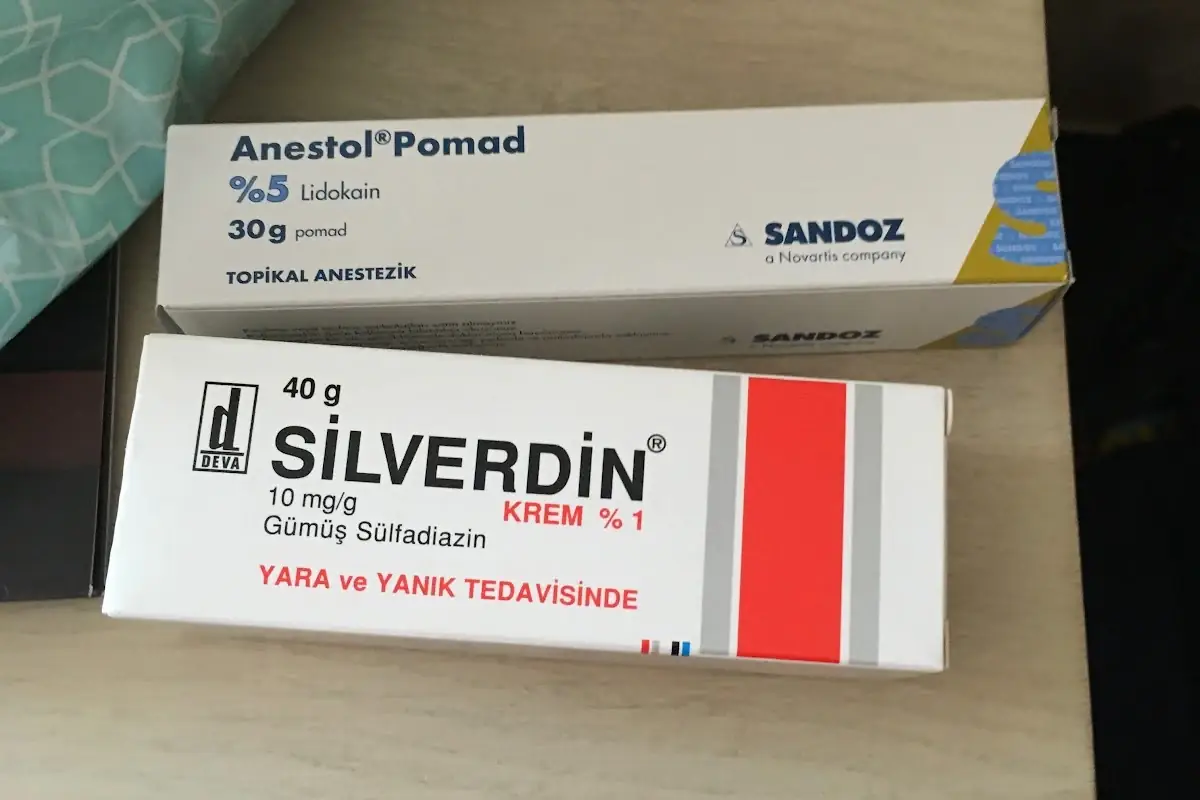 Anestol®Pomad
%5 Lidokain
30g pomad
TOPİKAL ANESTEZİK
SANDOZ
a Novartis company
SANDOZ
40 g
d
DEVA
SİLVERDİN®
10 mg/g
KREM % 1
Gümüş Sülfadiazin
YARA ve YANIK TEDAVİSİNDE